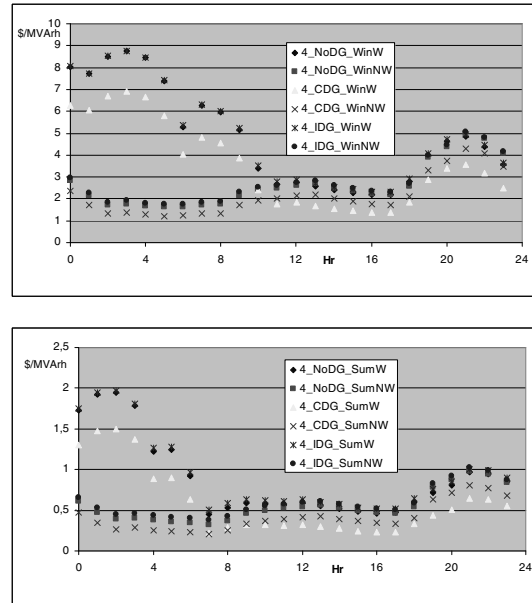 $/MVArh
10
9
8
7
6
5
4
3
2
1
0
4_NoDG_WinW
4_NoDG_WinNW
4_CDG_WinW
4_CDG_WinNW
4_IDG_WinW
4_IDG_WinNW
0 4 8 12 16 20 24
Hr
$/MVArh
2,5
2
1,5
1
0,5
0
4_NoDG_SumW
4_NoDG_SumNW
4_CDG_SumW
4_CDG_SumNW
4_IDG_SumW
4_IDG_SumNW
0 4 8 12 16 20 24
Hr